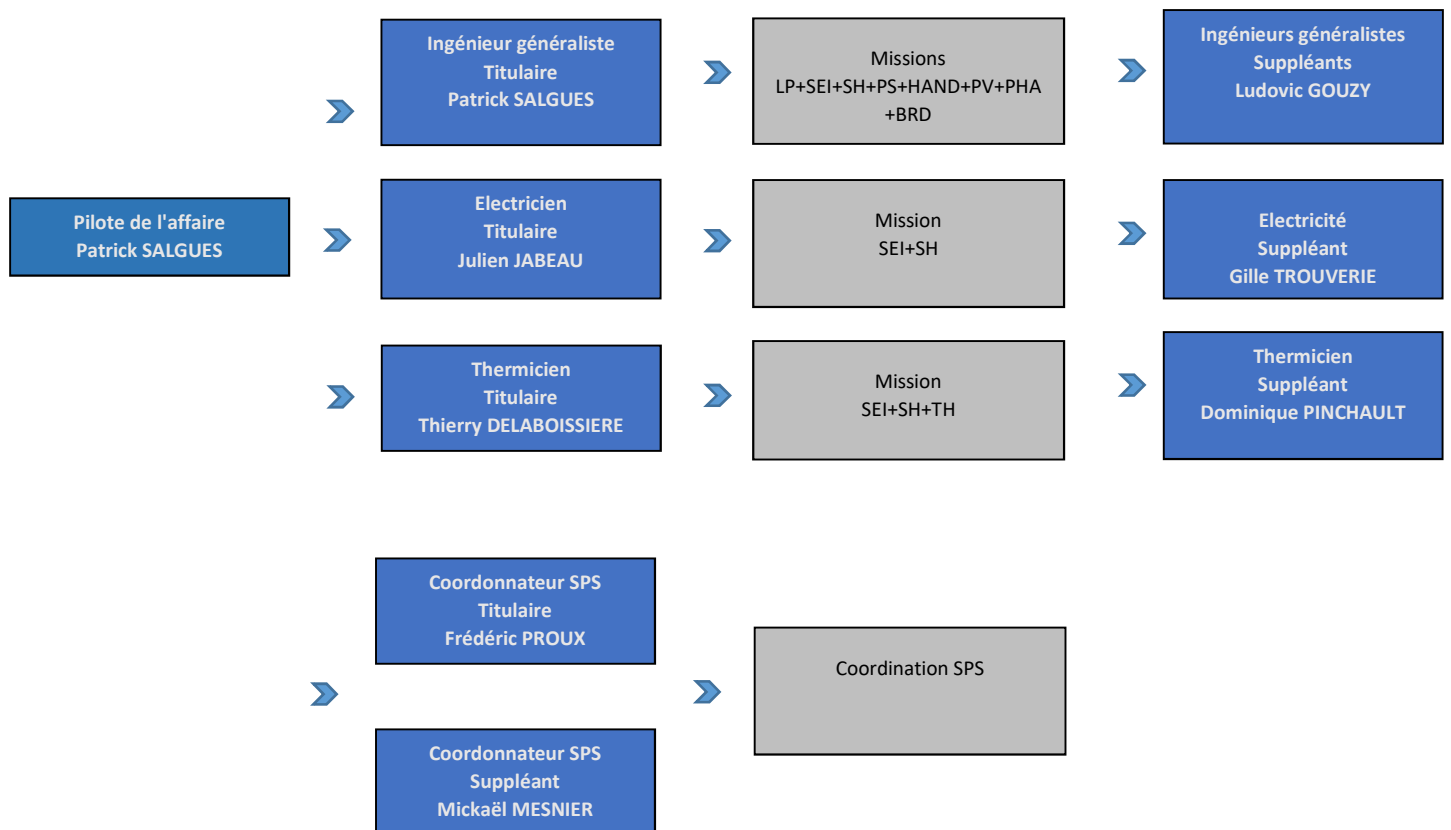 Ingénieur généraliste
Titulaire
Patrick SALGUES
Missions
LP+SEI+SH+PS+HAND+PV+PHA
+BRD
Ingénieurs généralistes
Suppléants
Ludovic GOUZY
Pilote de l'affaire
Patrick SALGUES
Electricien
Titulaire
Julien JABEAU
Mission
SEI+SH
Electricité
Suppléant
Gille TROUVERIE
Thermicien
Titulaire
Thierry DELABOISSIERE
Mission
SEI+SH+TH
Thermicien
Suppléant
Dominique PINCHAULT
Coordonnateur SPS
Titulaire
Frédéric PROUX
Coordination SPS
Coordonnateur SPS
Suppléant
Mickaël MESNIER